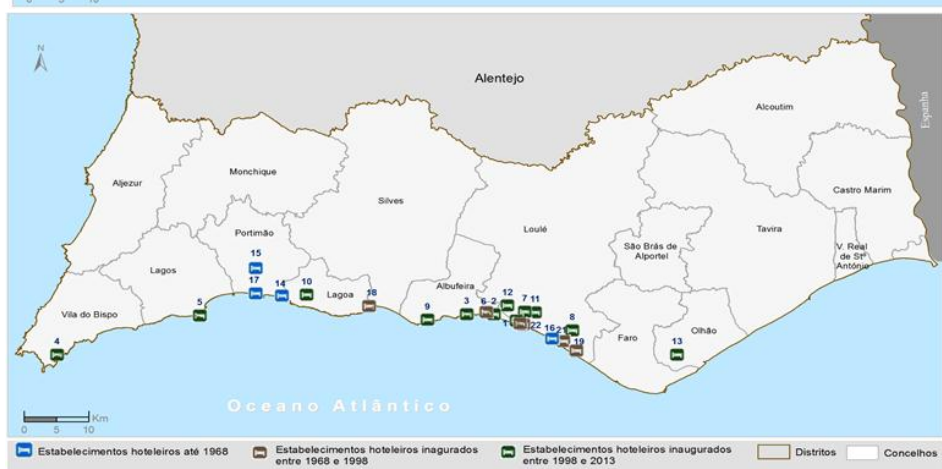 N
Alentejo
Espanha
Alcoutim
Aljezur
Monchique
Silves
Castro Marim
Loulé
Tavira
Portimão
São Brás de
Alportel
V. Real
de Stº
António
15
Lagos
Albufeira
17
14
10
18
12
Lagoa
Vila do Bispo
5
9
3
6
2
7
11
8
Olhão
16
22
Faro
4
19
13
Km
0 5 10
Oceano Atlântico
Estabelecimentos hoteleiros até 1968
Estabelecimentos hoteleiros inagurados
entre 1968 e 1998
Estabelecimentos hoteleiros inaugurados
entre 1998 e 2013
Distritos
Concelhos